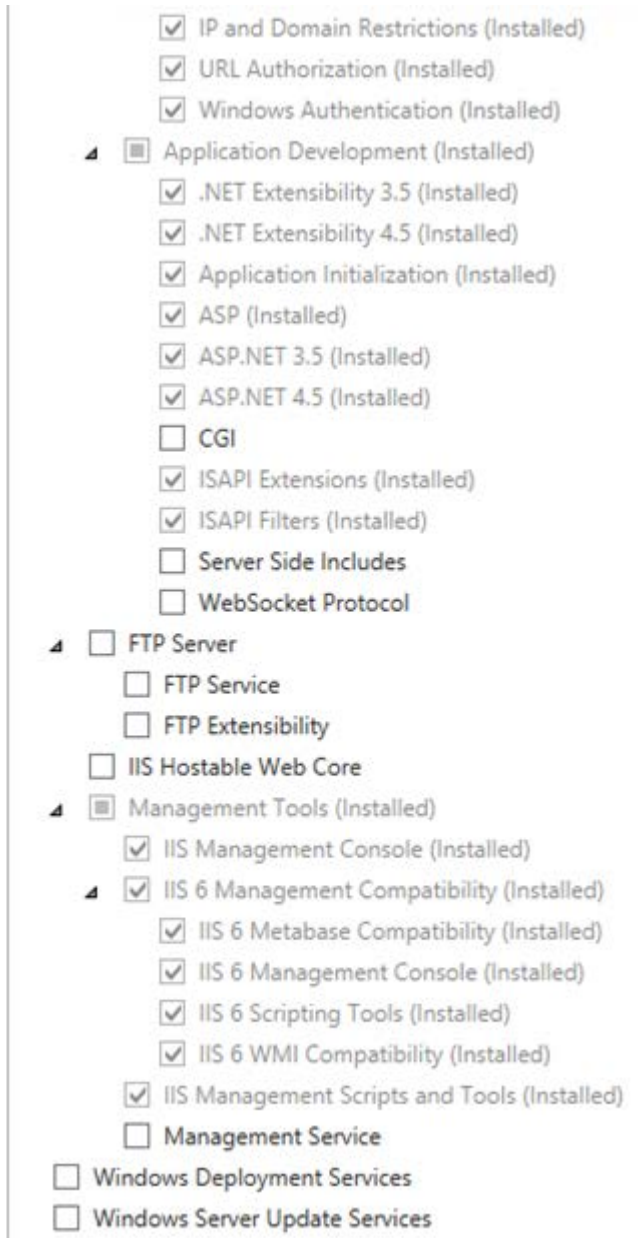 IP and Domain Restrictions (Installed)
URL Authorization (Installed)
Windows Authentication (Installed)
Application Development (Installed)
.NET Extensibility 3.5 (Installed)
.NET Extensibility 4.5 (Installed)
Application Initialization (Installed)
ASP (Installed)
ASP.NET 3.5 (Installed)
ASP.NET 4.5 (Installed)
CGI
ISAPI Extensions (Installed)
ISAPI Filters (Installed)
Server Side Includes
WebSocket Protocol
FTP Server
FTP Service
FTP Extensibility
IIS Hostable Web Core
Management Tools (Installed)
IIS Management Console (Installed)
IIS 6 Management Compatibility (Installed)
IIS 6 Metabase Compatibility (Installed)
IIS 6 Management Console (Installed)
IIS 6 Scripting Tools (Installed)
IIS 6 WMI Compatibility (Installed)
IIS Management Scripts and Tools (Installed)
Management Service
Windows Deployment Services
Windows Server Update Services